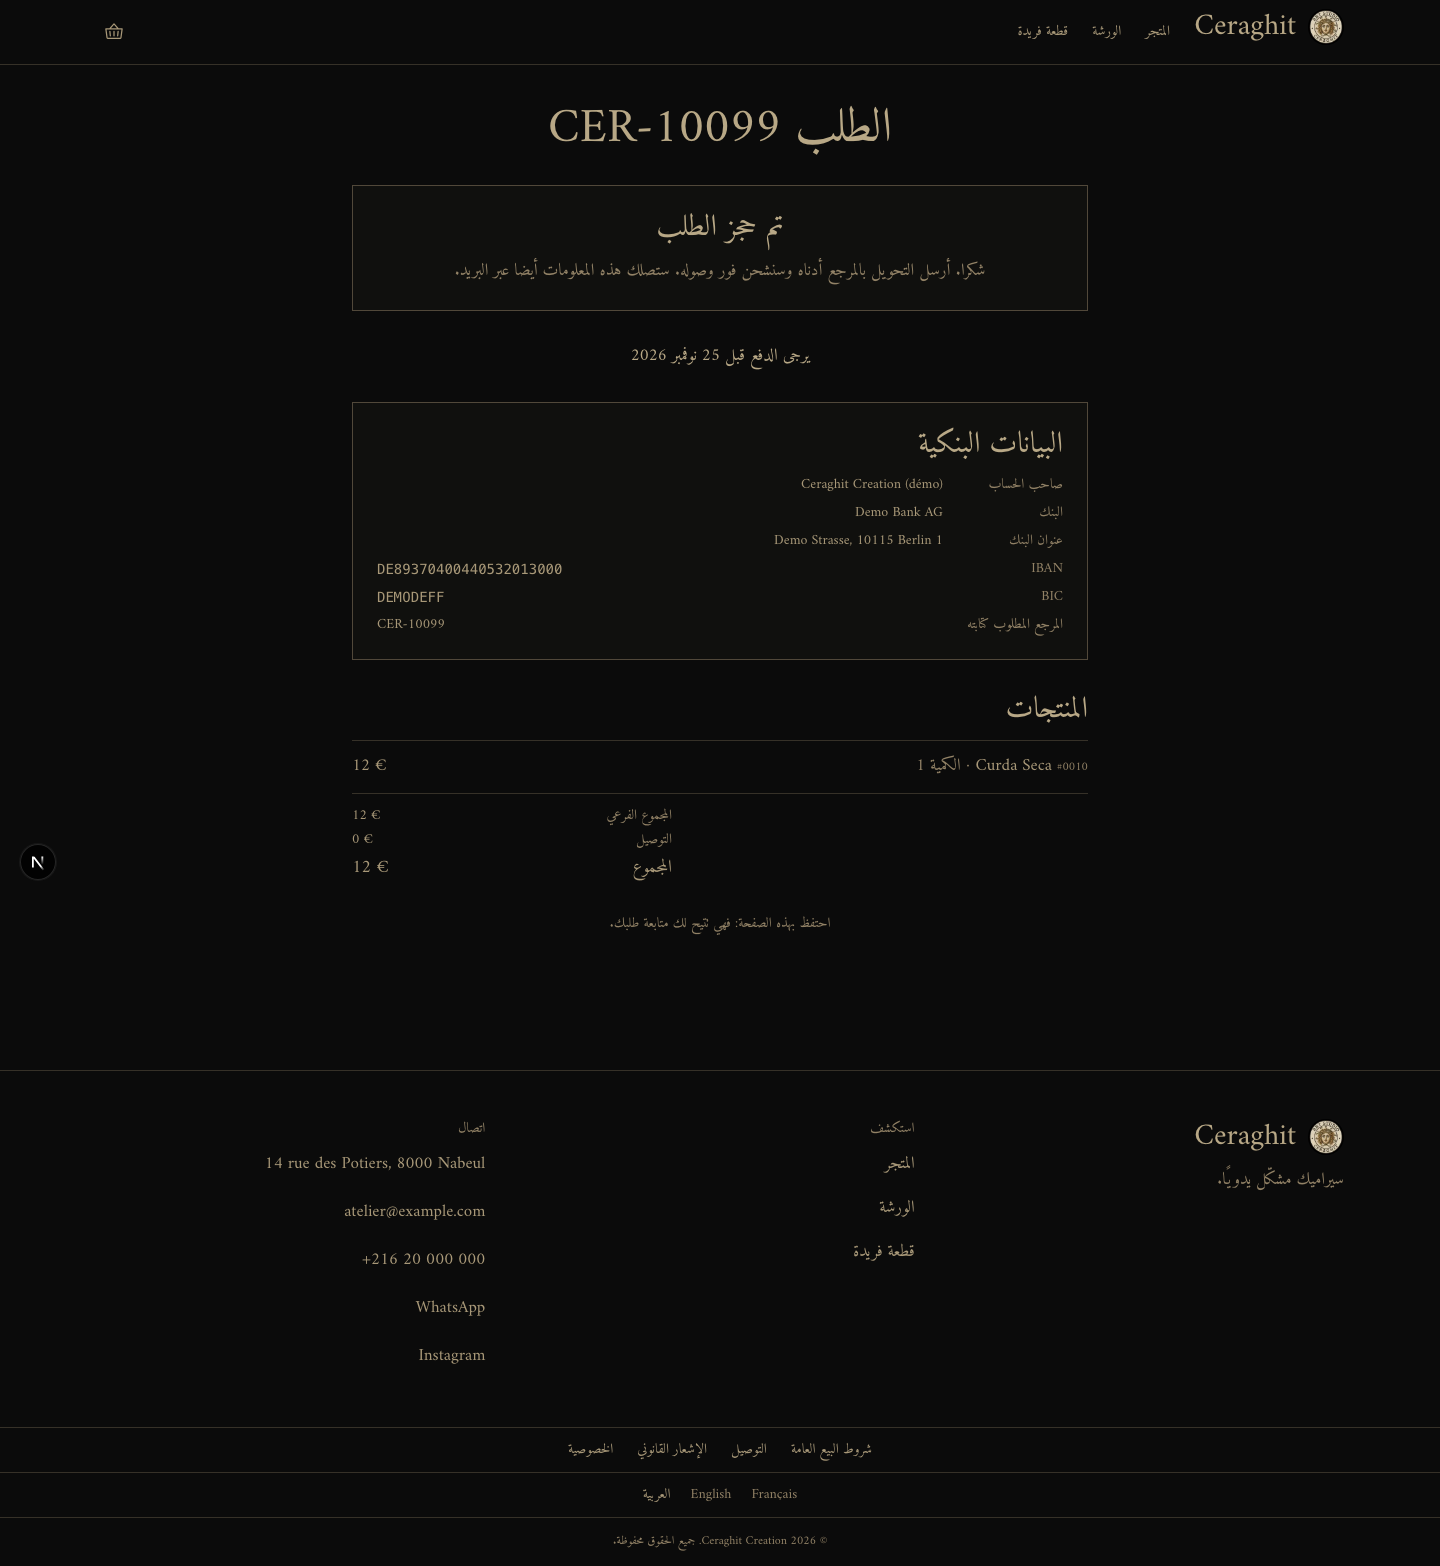 Ceraghit المتجر الورشة قطعة فريدة
الطلب CER-10099
تم حجز الطلب
شكرا. أرسل التحويل بالمرجع أدناه وسنشحن فور وصوله. ستصلك هذه المعلومات أيضا عبر البريد.
يرجى الدفع قبل 25 نوفمبر 2026
البيانات البنكية
صاحب الحساب Ceraghit Creation (démo)
البنك Demo Bank AG
عنوان البنك Demo Strasse, 10115 Berlin 1
IBAN DE89370400440532013000
BIC DEMODEFF
المرجع المطلوب كتابته CER-10099
المنتجات
#0010 Curda Seca · الكمية 1 12 €
المجموع الفرعي 12 €
التوصيل 0 €
المجموع 12 €
احتفظ بهذه الصفحة: فهي تتيح لك متابعة طلبك.
Ceraghit
سيراميك مشكّل يدويًا.
استكشف
المتجر
الورشة
قطعة فريدة
اتصال
14 rue des Potiers, 8000 Nabeul
atelier@example.com
+216 20 000 000
WhatsApp
Instagram
شروط البيع العامة التوصيل الإشعار القانوني الخصوصية
Français English العربية
© 2026 Ceraghit Creation. جميع الحقوق محفوظة.